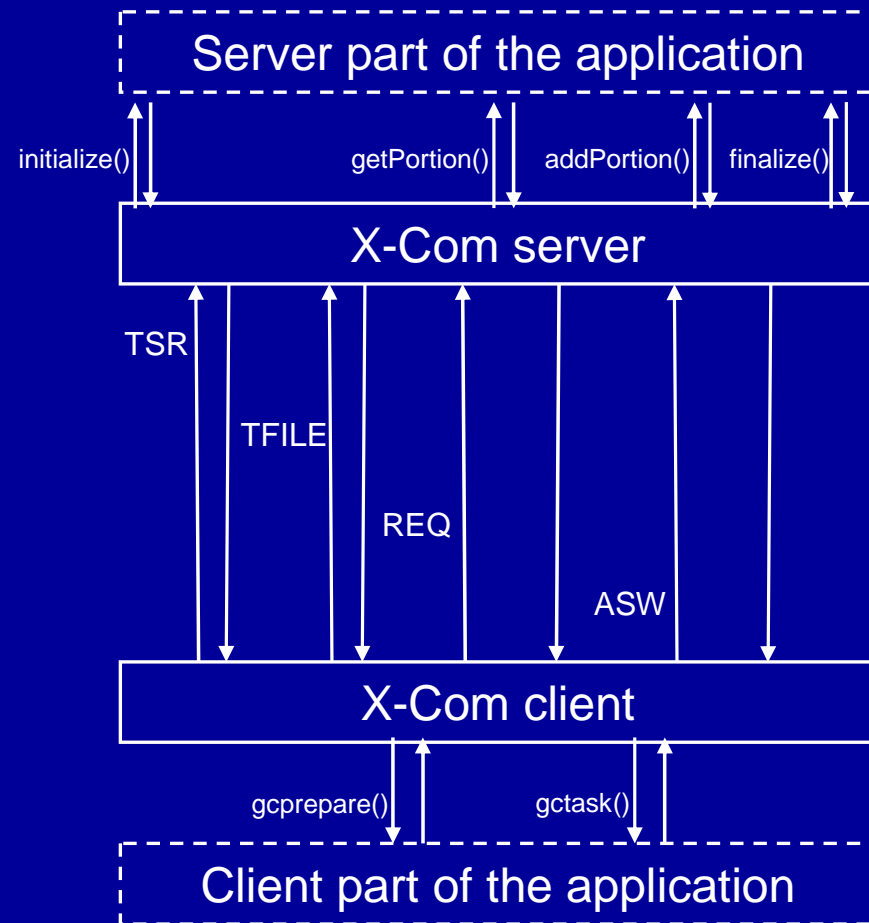 Server part of the application
initialize()
getPortion()
addPortion()
finalize()
X-Com server
TSR
TFILE
REQ
ASW
X-Com client
gcprepare()
gctask()
Client part of the application